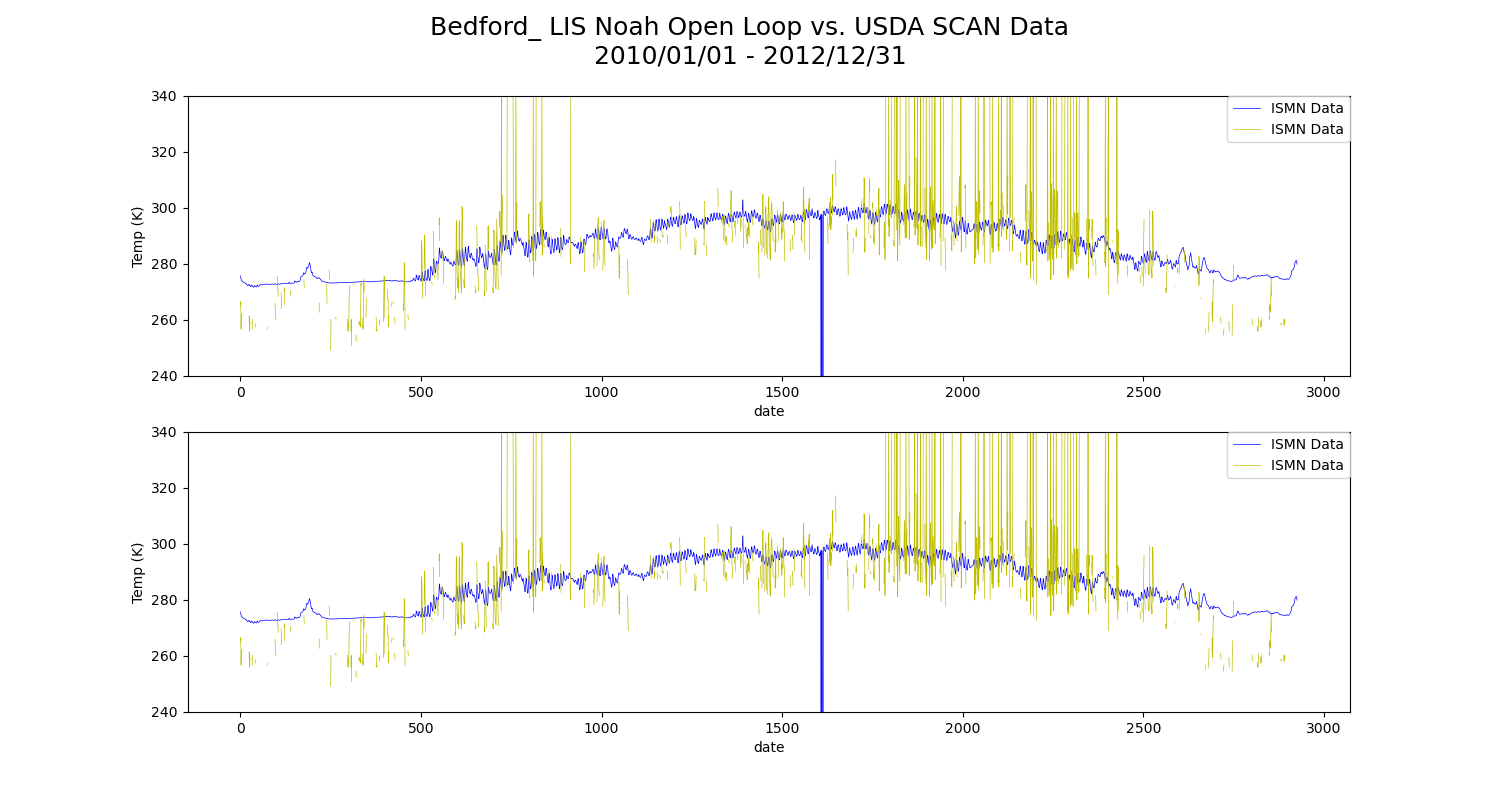 Bedford_ LIS Noah Open Loop vs. USDA SCAN Data
2010/01/01 - 2012/12/31
340
320
300
280
260
240
Temp (K)
ISMN Data
ISMN Data
0 500 1000 1500 2000 2500 3000
date
340
320
300
280
260
240
Temp (K)
ISMN Data
ISMN Data
0 500 1000 1500 2000 2500 3000
date